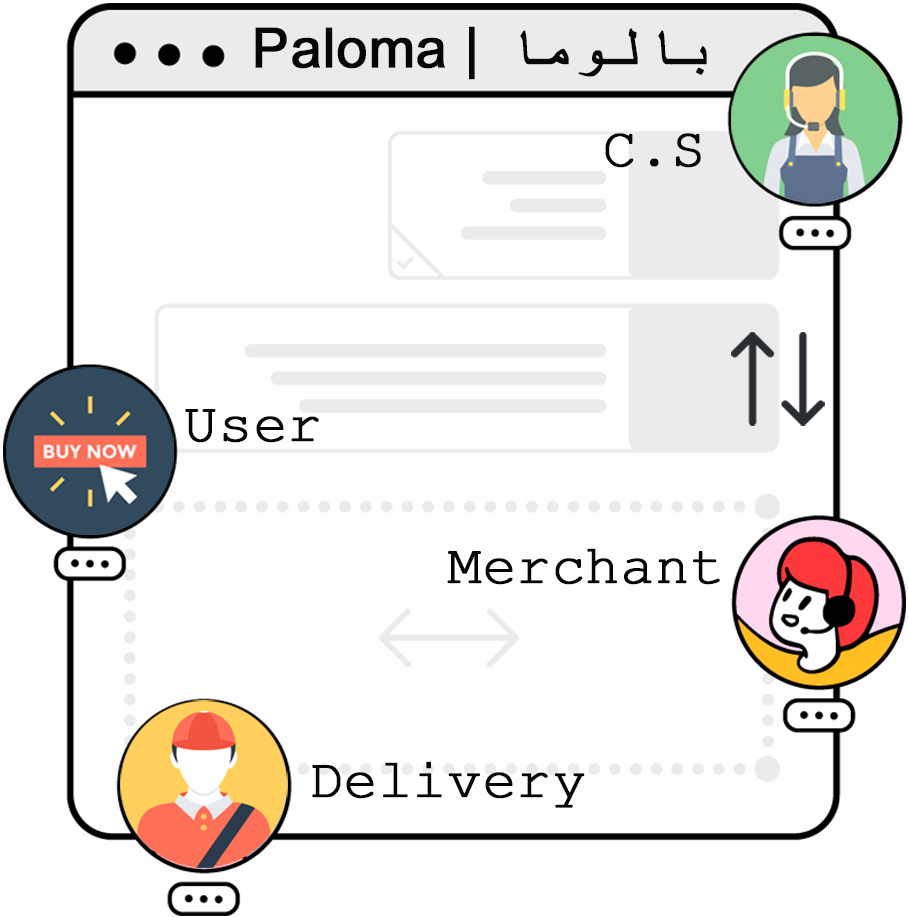 Paloma | بالوما
C.S
User
BUY NOW
Merchant
Delivery